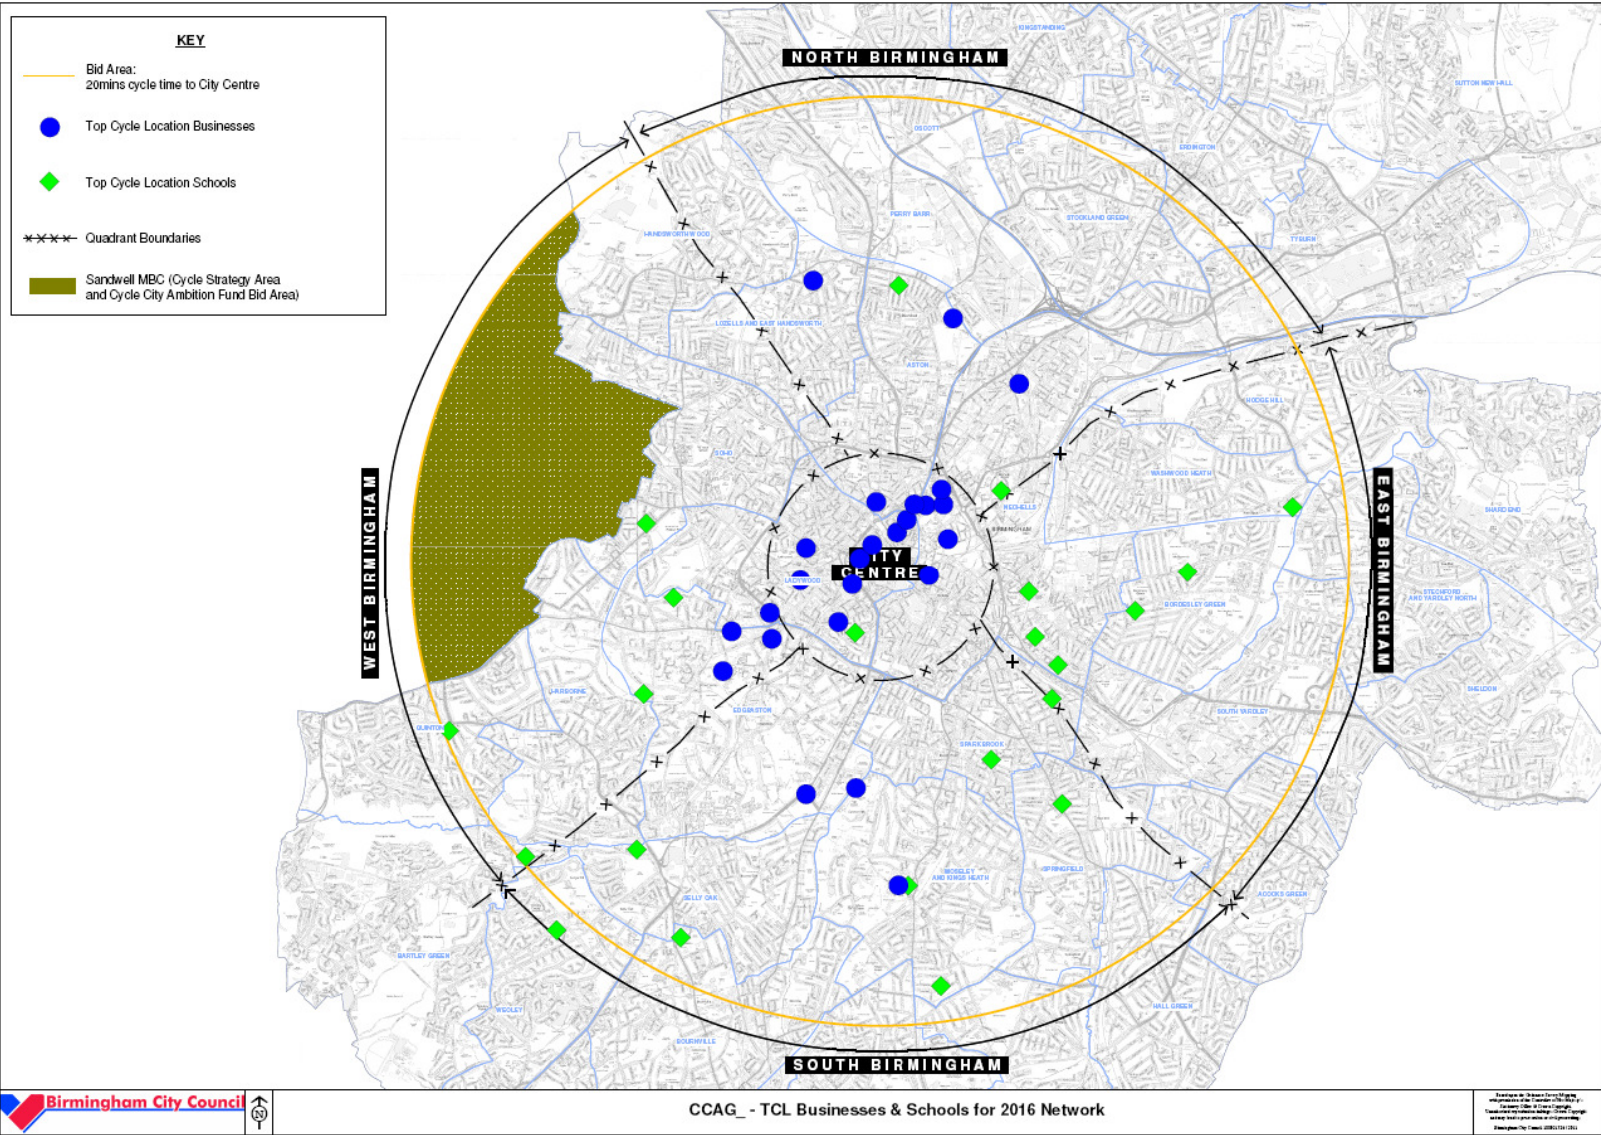 KEY
Bid Area:
20mins cycle time to City Centre
Top Cycle Location Businesses
Top Cycle Location Schools
Quadrant Boundaries
Sandwell MBC (Cycle Strategy Area
and Cycle City Ambition Fund Bid Area)
KINGSTANDING
NORTH BIRMINGHAM
SUTTON NEW HALL
OSCOTT
ERDINGTON
PERRY BARR
STOCKLAND GREEN
HANDSWORTH WOOD
TYBURN
LOZELLS AND EAST HANDSWORTH
ASTON
HODGE HILL
SOHO
WASHWOOD HEATH
WEST BIRMINGHAM
EAST BIRMINGHAM
NECHELLS
SHARD END
CITY
CENTRE
LADYWOOD
BORDESLEY GREEN
STECHFORD
AND YARDLEY NORTH
HARBORNE
SHELDON
EDGBASTON
SOUTH YARDLEY
QUINTON
SPARKBROOK
MOSELEY
AND KINGS HEATH
SPRINGFIELD
SELLY OAK
ACOCKS GREEN
BARTLEY GREEN
WEOLEY
HALL GREEN
BOURNVILLE
SOUTH BIRMINGHAM
Birmingham City Council
N
CCAG_ - TCL Businesses & Schools for 2016 Network